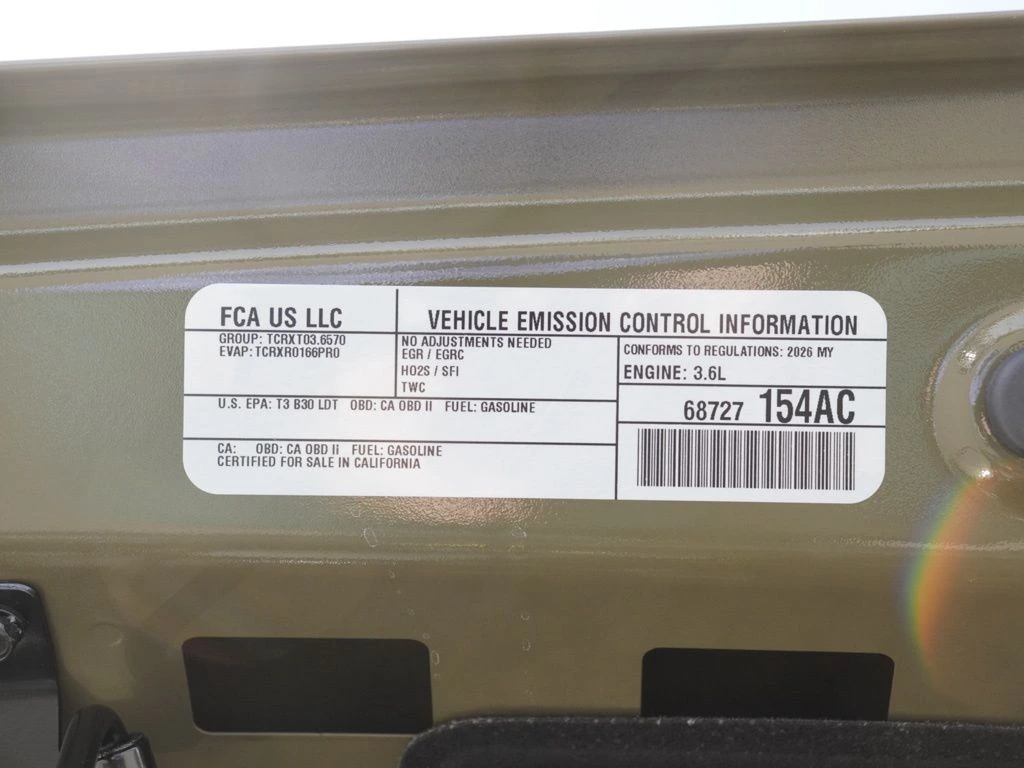 FCA US LLC
VEHICLE EMISSION CONTROL INFORMATION
GROUP: TCRXT03.6570
EVAP: TCRXR0166PR0
NO ADJUSTMENTS NEEDED
EGR / EGRC
HO2S / SFI
TWC
CONFORMS TO REGULATIONS: 2026 MY
ENGINE: 3.6L
U.S. EPA: T3 B30 LDT OBD: CA OBD II FUEL: GASOLINE
68727 154AC
CA: OBD: CA OBD II FUEL: GASOLINE
CERTIFIED FOR SALE IN CALIFORNIA